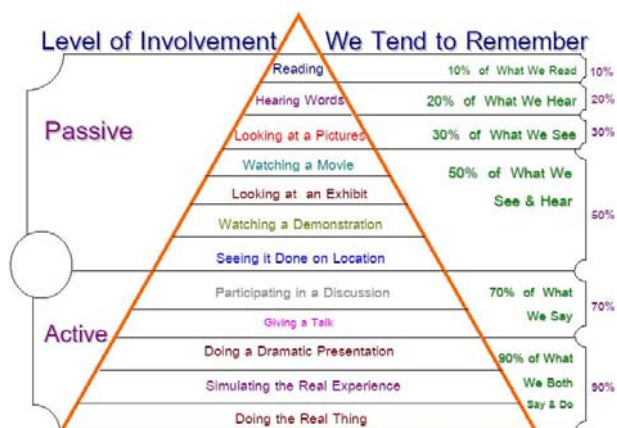 Level of Involvement We Tend to Remember
Reading 10% of What We Read 10%
Hearing Words 20% of What We Hear 20%
Passive
Looking at a Pictures 30% of What We See 30%
Watching a Movie 50% of What We
Looking at an Exhibit See & Hear
Watching a Demonstration 50%
Seeing it Done on Location
Participating in a Discussion 70% of What
70%
Giving a Talk We Say
Active
Doing a Dramatic Presentation 90% of What
Simulating the Real Experience We Both 90%
Say & Do
Doing the Real Thing